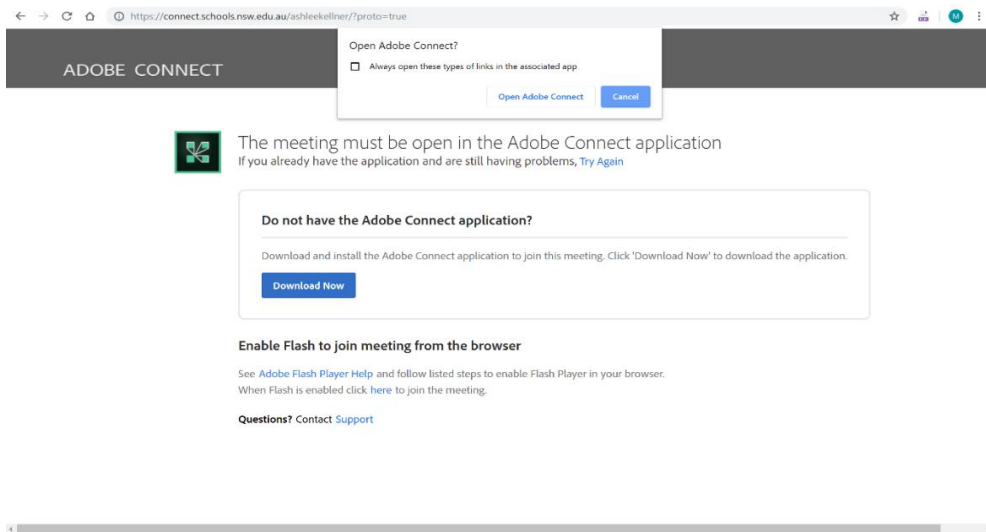 https://connect.schools.nsw.edu.au/ashleekellner/?proto=true
M
ADOBE CONNECT
Open Adobe Connect?
Always open these types of links in the associated app
Open Adobe Connect
Cancel
The meeting must be open in the Adobe Connect application
If you already have the application and are still having problems, Try Again
Do not have the Adobe Connect application?
Download and install the Adobe Connect application to join this meeting. Click 'Download Now' to download the application.
Download Now
Enable Flash to join meeting from the browser
See Adobe Flash Player Help and follow listed steps to enable Flash Player in your browser.
When Flash is enabled click here to join the meeting.
Questions? Contact Support